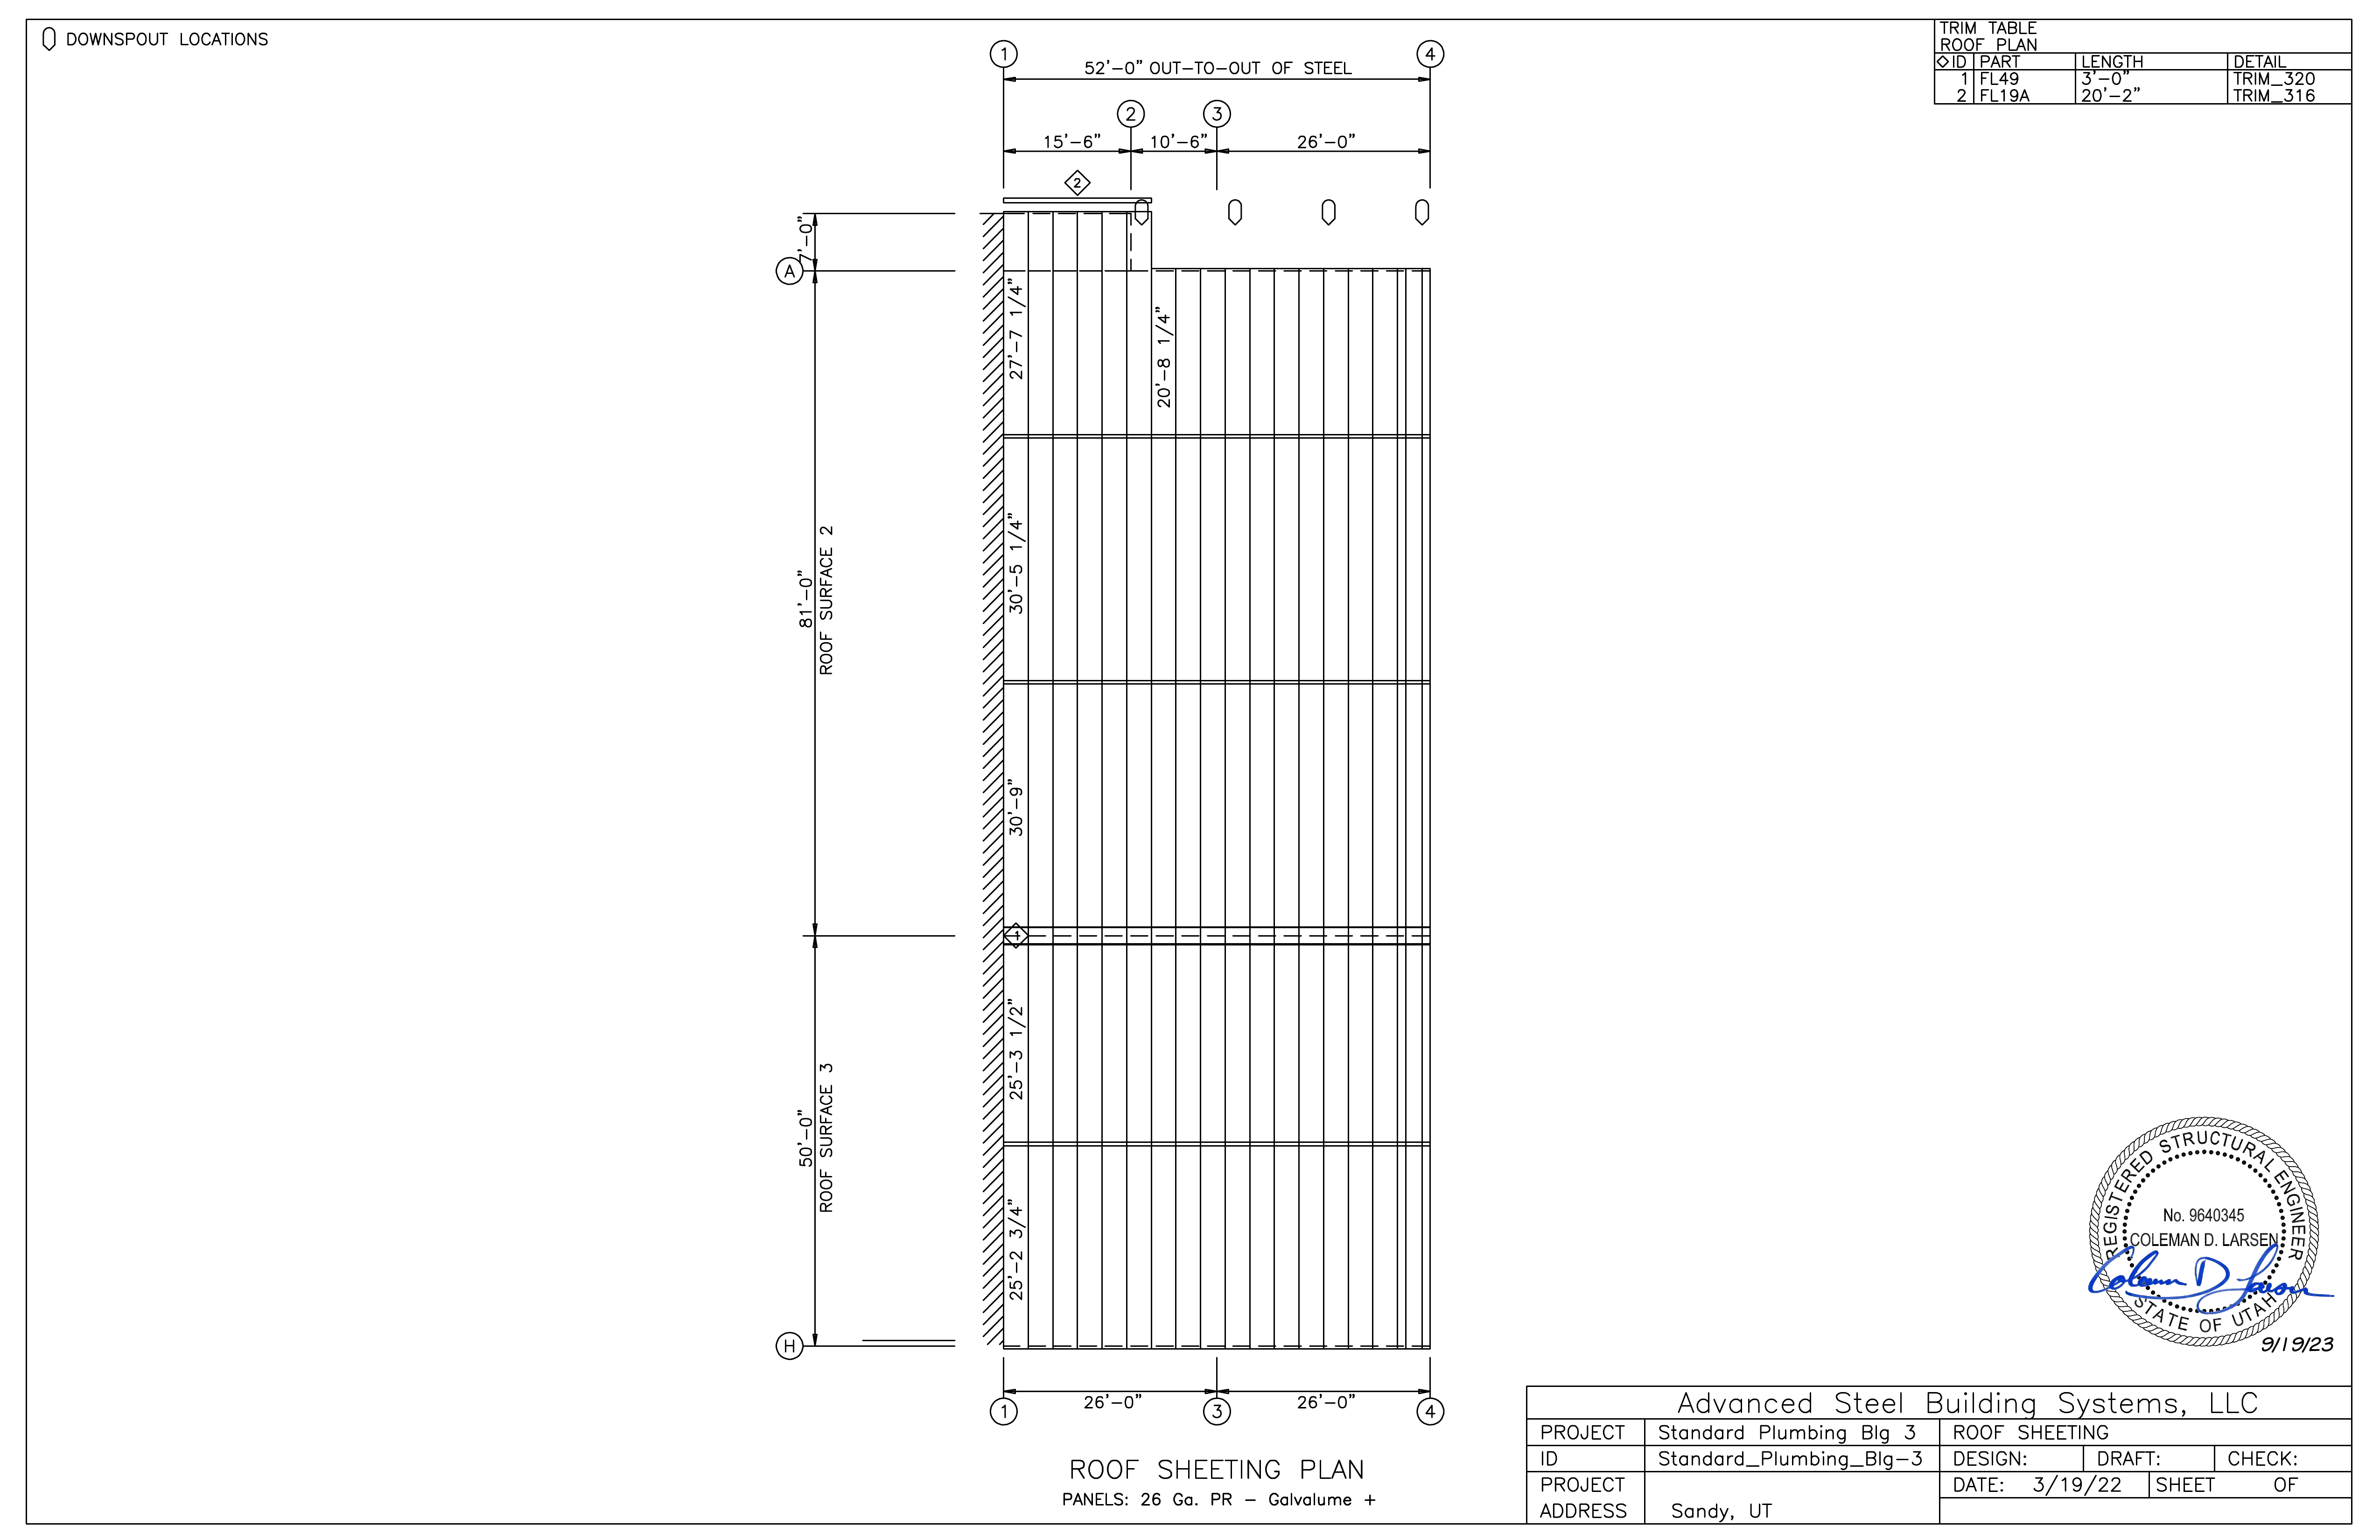 DOWNSPOUT LOCATIONS
TRIM TABLE
ROOF PLAN
◇ID PART LENGTH DETAIL
1 FL49 3'-0" TRIM_320
2 FL19A 20'-2" TRIM_316
1 4
52'-0" OUT-TO-OUT OF STEEL
2 3
15'-6" 10'-6" 26'-0"
2
7'-0"
A
27'-7 1/4"
20'-8 1/4"
30'-5 1/4"
81'-0"
ROOF SURFACE 2
30'-9"
1
25'-3 1/2"
50'-0"
ROOF SURFACE 3
25'-2 3/4"
H
26'-0" 26'-0"
1 3 4
ROOF SHEETING PLAN
PANELS: 26 Ga. PR - Galvalume +
REGISTERED STRUCTURAL ENGINEER
No. 9640345
COLEMAN D. LARSEN
Coleman D Larsen
STATE OF UTAH
9/19/23
Advanced Steel Building Systems, LLC
PROJECT Standard Plumbing Blg 3 ROOF SHEETING
ID Standard_Plumbing_Blg-3 DESIGN: DRAFT: CHECK:
PROJECT DATE: 3/19/22 SHEET OF
ADDRESS Sandy, UT